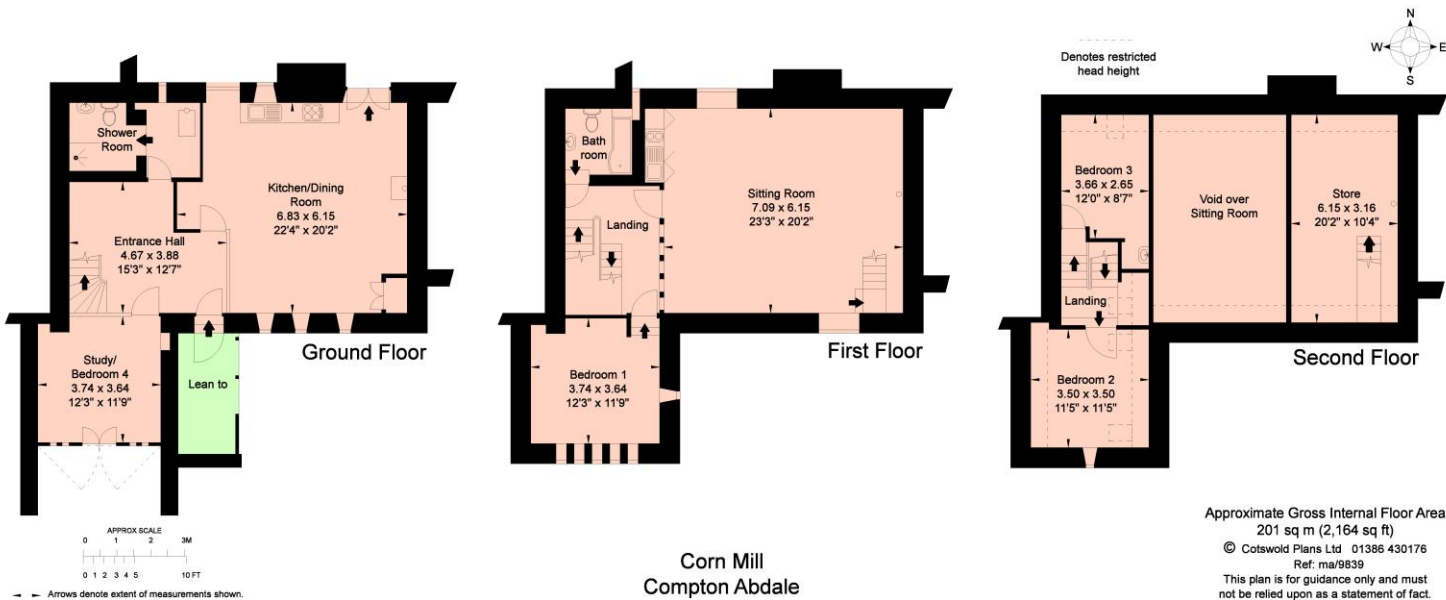 Shower
Room
Kitchen/Dining
Room
6.83 x 6.15
22'4" x 20'2"
Entrance Hall
4.67 x 3.88
15'3" x 12'7"
Ground Floor
Study/
Bedroom 4
3.74 x 3.64
12'3" x 11'9"
Lean to
APPROX SCALE
0 1 2 3M
0 1 2 3 4 5 10 FT
Arrows denote extent of measurements shown.
Bath
room
Landing
Sitting Room
7.09 x 6.15
23'3" x 20'2"
First Floor
Bedroom 1
3.74 x 3.64
12'3" x 11'9"
Corn Mill
Compton Abdale
Denotes restricted
head height
N
W E
S
Bedroom 3
3.66 x 2.65
12'0" x 8'7"
Void over
Sitting Room
Store
6.15 x 3.16
20'2" x 10'4"
Landing
Second Floor
Bedroom 2
3.50 x 3.50
11'5" x 11'5"
Approximate Gross Internal Floor Area
201 sq m (2,164 sq ft)
© Cotswold Plans Ltd 01386 430176
Ref: ma/9839
This plan is for guidance only and must
not be relied upon as a statement of fact.